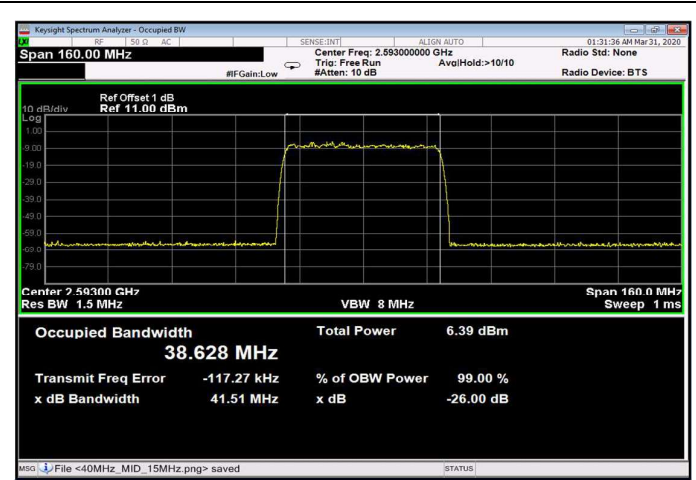 Keysight Spectrum Analyzer - Occupied BW
RF 50 Ω AC SENSE:INT ALIGN AUTO 01:31:36 AM Mar 31, 2020
Span 160.00 MHz Center Freq: 2.593000000 GHz Radio Std: None
Trig: Free Run Avg|Hold:>10/10
#IFGain:Low #Atten: 10 dB Radio Device: BTS
Ref Offset 1 dB
10 dB/div Ref 11.00 dBm
Log
1.00
-9.00
-19.0
-29.0
-39.0
-49.0
-59.0
-69.0
-79.0
Center 2.59300 GHz Span 160.0 MHz
Res BW 1.5 MHz VBW 8 MHz Sweep 1 ms
Occupied Bandwidth Total Power 6.39 dBm
38.628 MHz
Transmit Freq Error -117.27 kHz % of OBW Power 99.00 %
x dB Bandwidth 41.51 MHz x dB -26.00 dB
MSG File <40MHz_MID_15MHz.png> saved STATUS